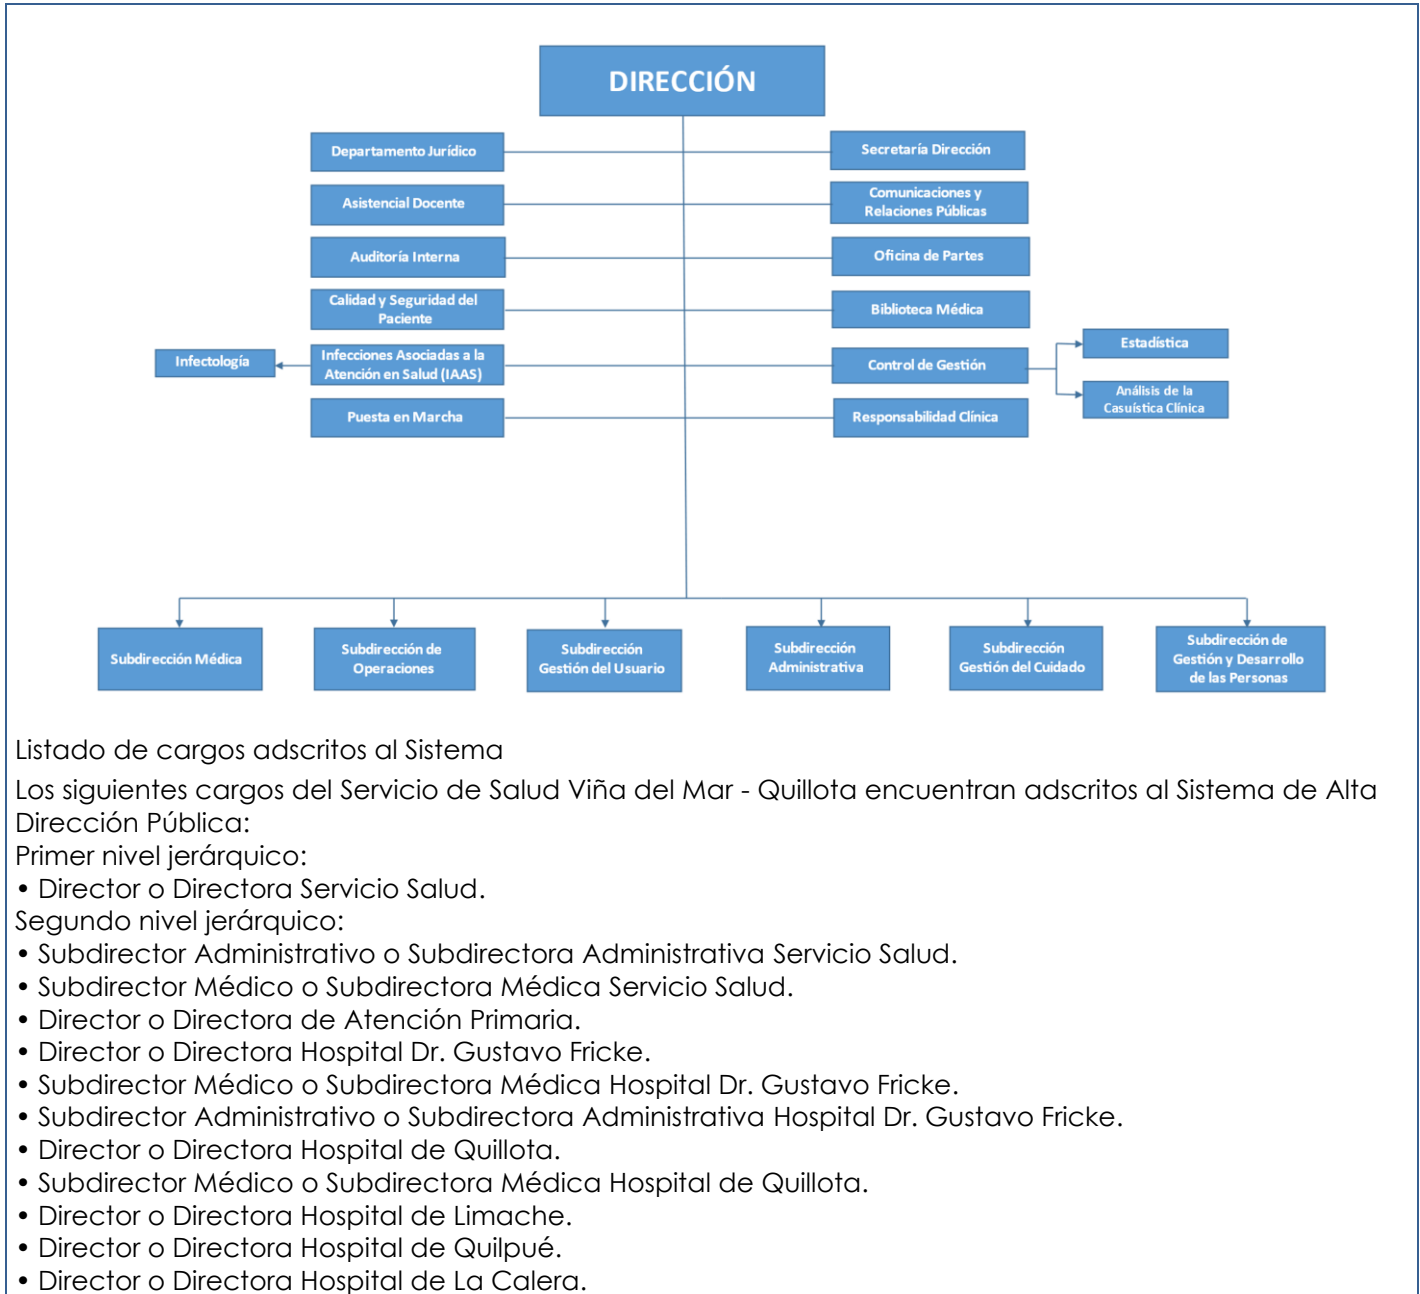 DIRECCIÓN
Departamento Jurídico
Secretaría Dirección
Asistencial Docente
Comunicaciones y
Relaciones Públicas
Auditoría Interna
Oficina de Partes
Calidad y Seguridad del
Paciente
Biblioteca Médica
Infectología
Infecciones Asociadas a la
Atención en Salud (IAAS)
Control de Gestión
Estadística
Análisis de la
Casuística Clínica
Puesta en Marcha
Responsabilidad Clínica
Subdirección Médica
Subdirección de
Operaciones
Subdirección
Gestión del Usuario
Subdirección
Administrativa
Subdirección
Gestión del Cuidado
Subdirección de
Gestión y Desarrollo
de las Personas
Listado de cargos adscritos al Sistema
Los siguientes cargos del Servicio de Salud Viña del Mar - Quillota encuentran adscritos al Sistema de Alta
Dirección Pública:
Primer nivel jerárquico:
• Director o Directora Servicio Salud.
Segundo nivel jerárquico:
• Subdirector Administrativo o Subdirectora Administrativa Servicio Salud.
• Subdirector Médico o Subdirectora Médica Servicio Salud.
• Director o Directora de Atención Primaria.
• Director o Directora Hospital Dr. Gustavo Fricke.
• Subdirector Médico o Subdirectora Médica Hospital Dr. Gustavo Fricke.
• Subdirector Administrativo o Subdirectora Administrativa Hospital Dr. Gustavo Fricke.
• Director o Directora Hospital de Quillota.
• Subdirector Médico o Subdirectora Médica Hospital de Quillota.
• Director o Directora Hospital de Limache.
• Director o Directora Hospital de Quilpué.
• Director o Directora Hospital de La Calera.